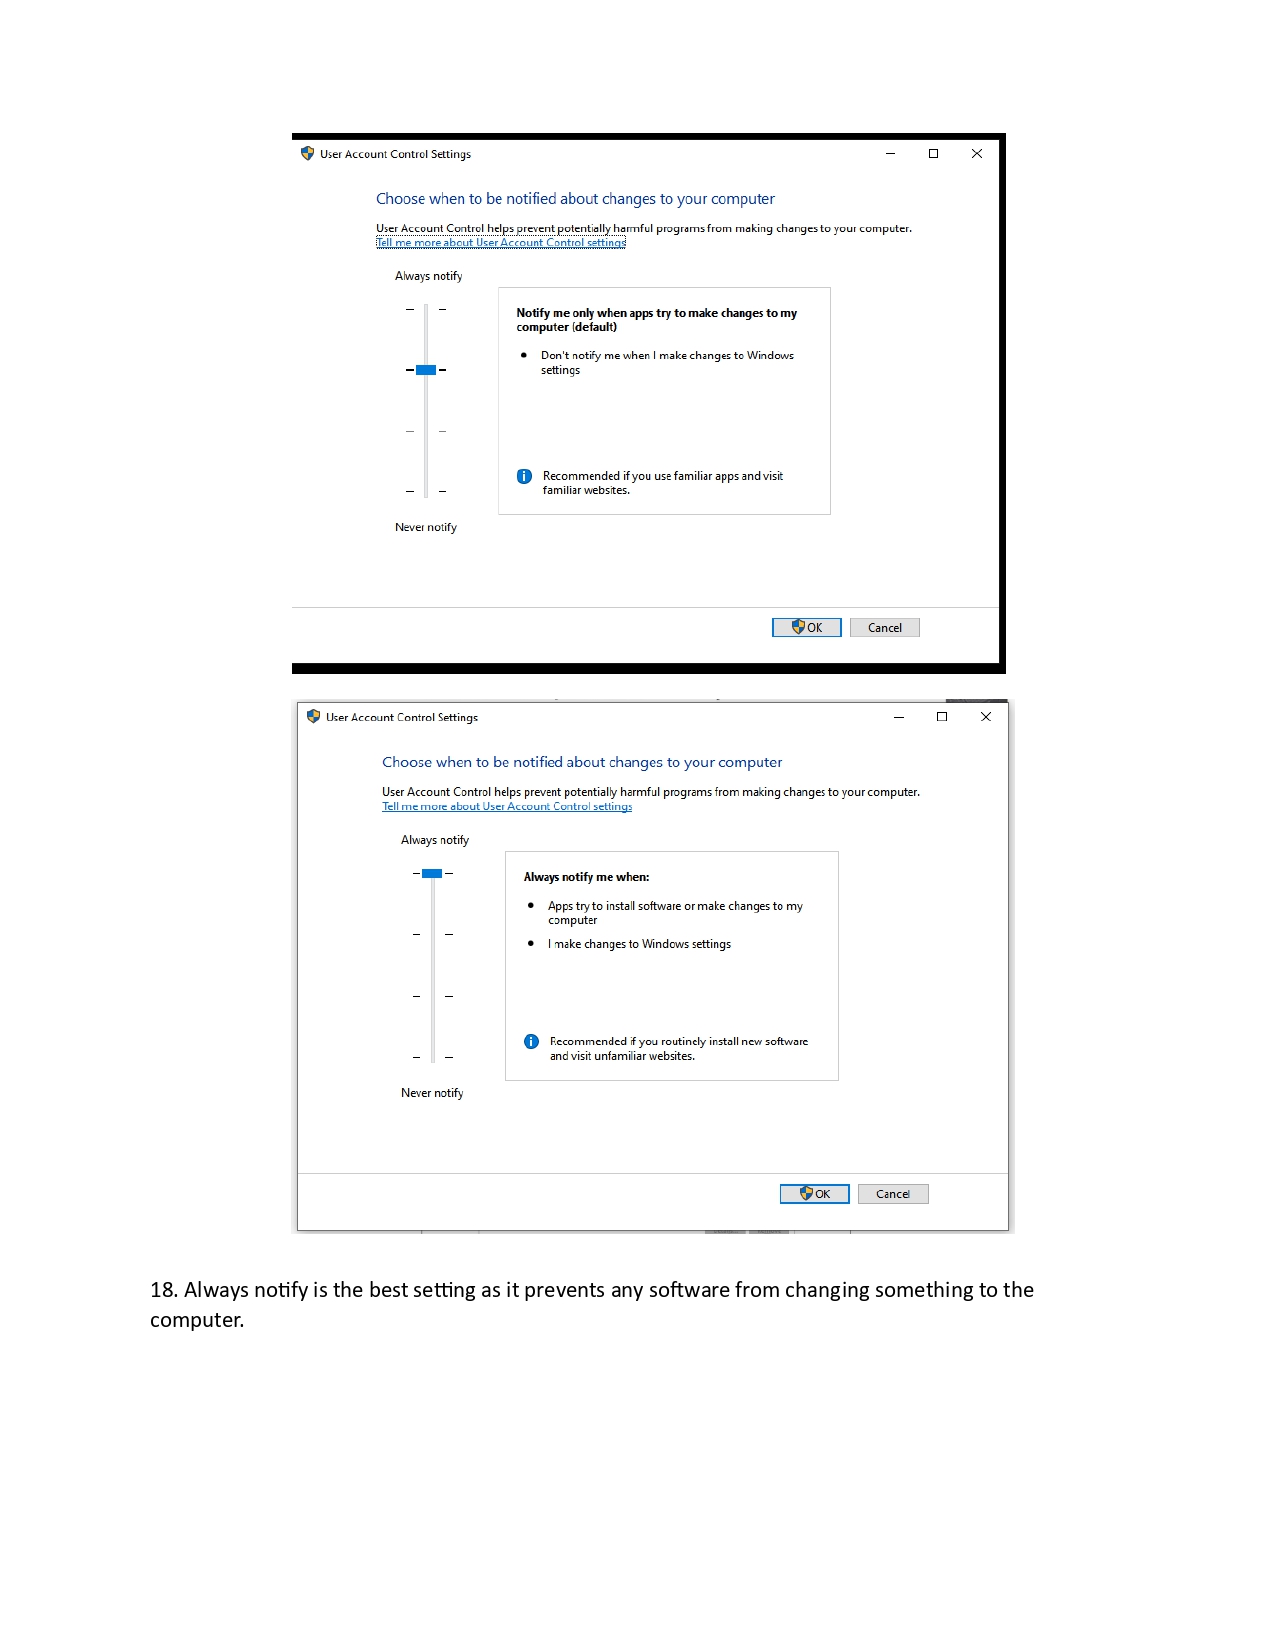 User Account Control Settings
Choose when to be notified about changes to your computer
User Account Control helps prevent potentially harmful programs from making changes to your computer.
Tell me more about User Account Control settings
Always notify
Notify me only when apps try to make changes to my
computer (default)
Don't notify me when I make changes to Windows
settings
Recommended if you use familiar apps and visit
familiar websites.
Never notify
OK
Cancel
User Account Control Settings
Choose when to be notified about changes to your computer
User Account Control helps prevent potentially harmful programs from making changes to your computer.
Tell me more about User Account Control settings
Always notify
Always notify me when:
Apps try to install software or make changes to my
computer
I make changes to Windows settings
Recommended if you routinely install new software
and visit unfamiliar websites.
Never notify
OK
Cancel
18. Always notify is the best setting as it prevents any software from changing something to the
computer.